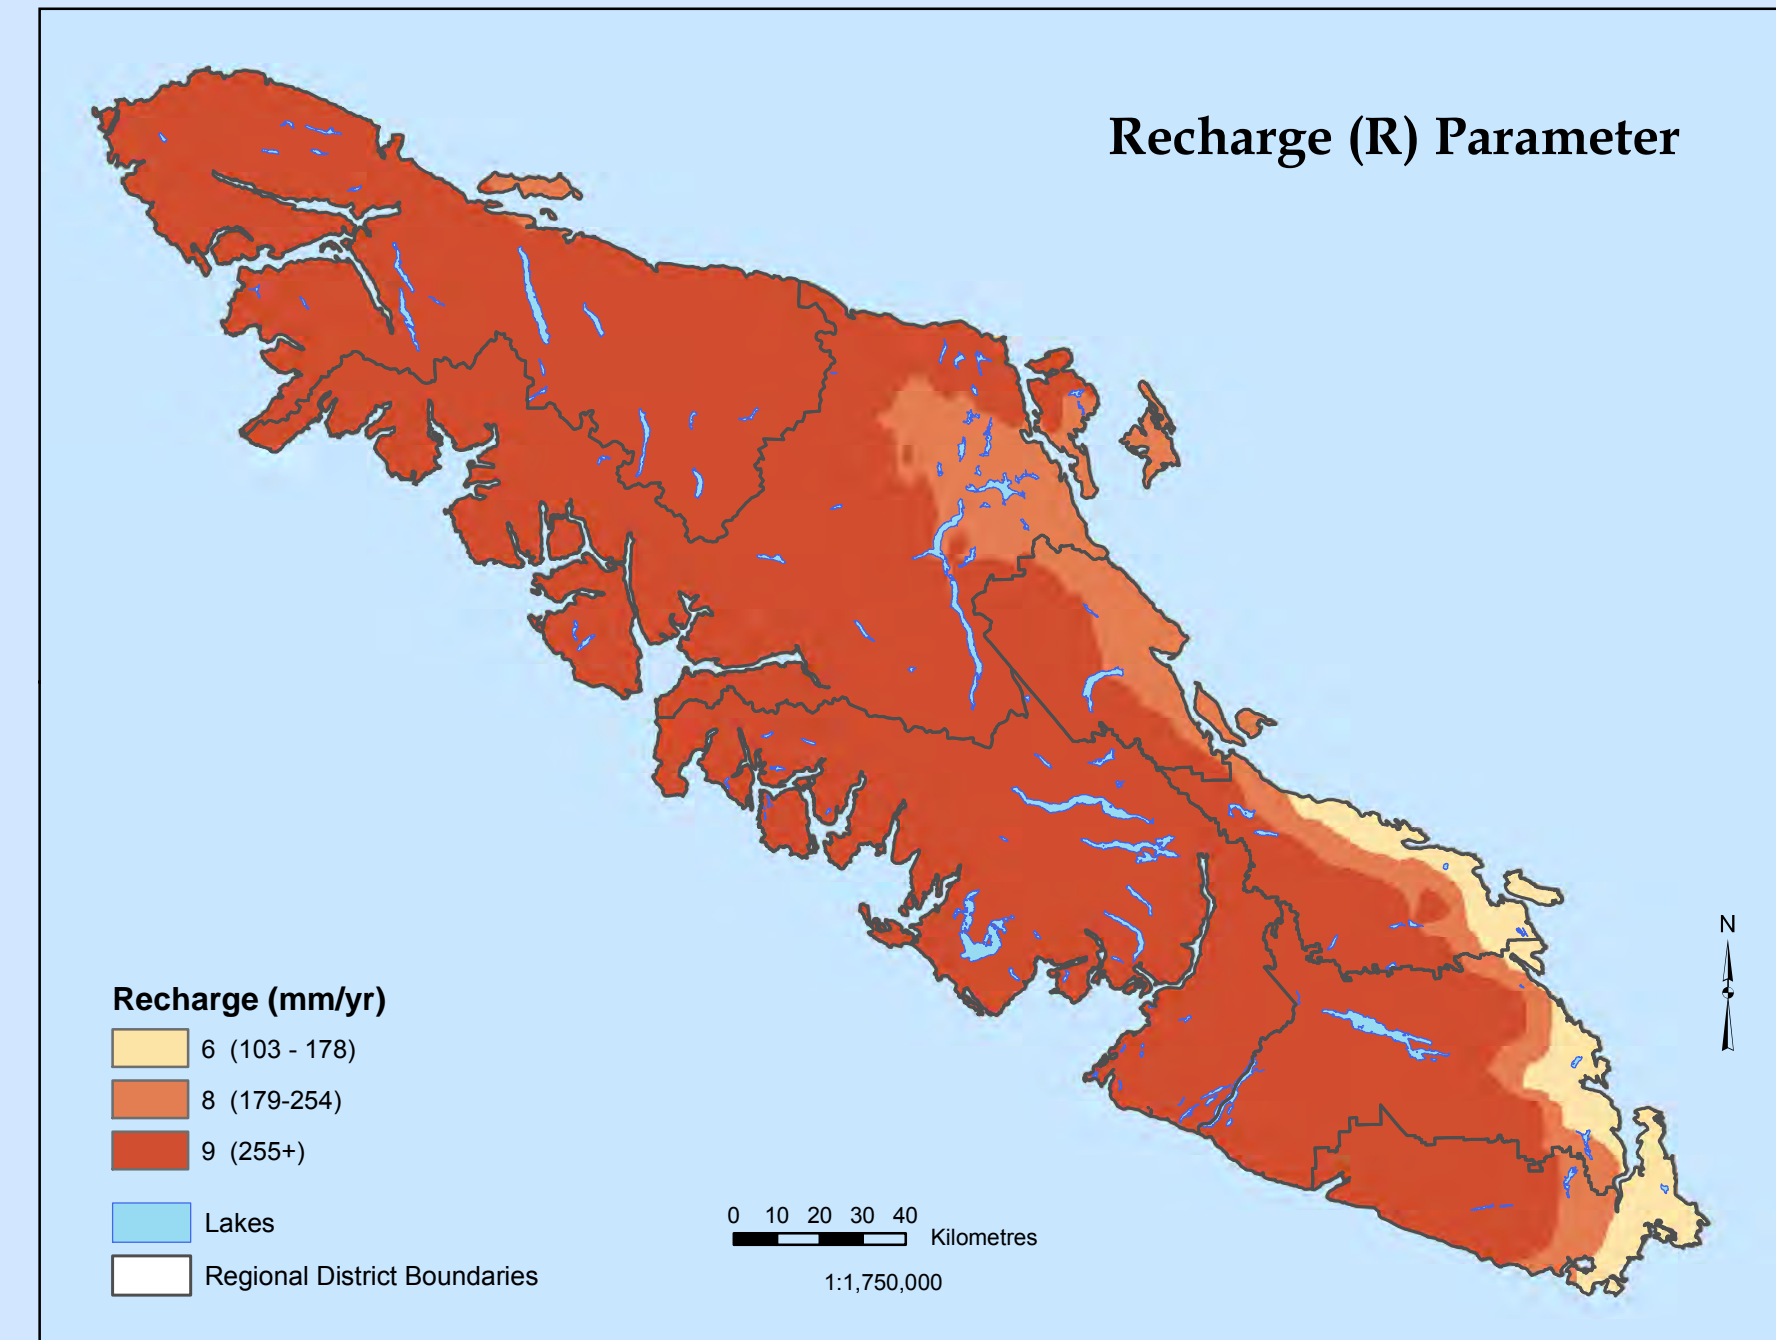 Recharge (R) Parameter
N
Recharge (mm/yr)
6 (103 - 178)
8 (179-254)
9 (255+)
Lakes
Regional District Boundaries
0 10 20 30 40
Kilometres
1:1,750,000